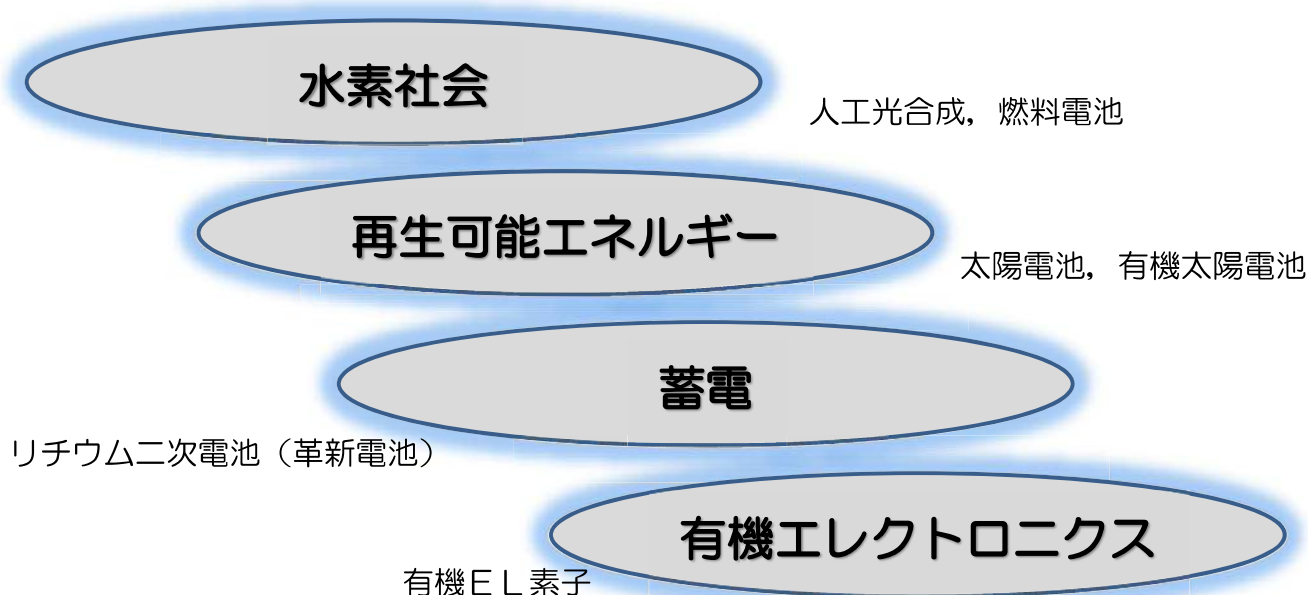 水素社会
人工光合成，燃料電池
再生可能エネルギー
太陽電池，有機太陽電池
蓄電
リチウム二次電池（革新電池）
有機エレクトロニクス
有機ＥＬ素子